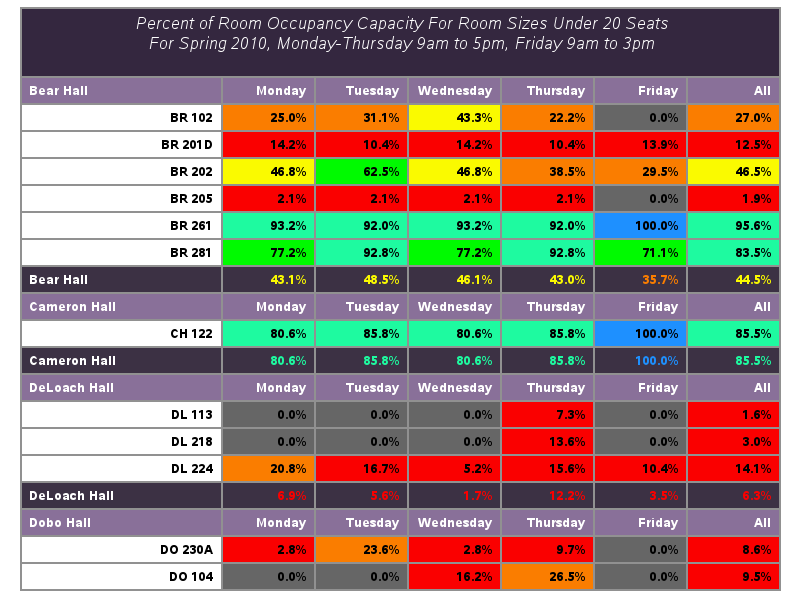 Percent of Room Occupancy Capacity For Room Sizes Under 20 Seats
For Spring 2010, Monday-Thursday 9am to 5pm, Friday 9am to 3pm
Bear Hall Monday Tuesday Wednesday Thursday Friday All
BR 102 25.0% 31.1% 43.3% 22.2% 0.0% 27.0%
BR 201D 14.2% 10.4% 14.2% 10.4% 13.9% 12.5%
BR 202 46.8% 62.5% 46.8% 38.5% 29.5% 46.5%
BR 205 2.1% 2.1% 2.1% 2.1% 0.0% 1.9%
BR 261 93.2% 92.0% 93.2% 92.0% 100.0% 95.6%
BR 281 77.2% 92.8% 77.2% 92.8% 71.1% 83.5%
Bear Hall 43.1% 48.5% 46.1% 43.0% 35.7% 44.5%
Cameron Hall Monday Tuesday Wednesday Thursday Friday All
CH 122 80.6% 85.8% 80.6% 85.8% 100.0% 85.5%
Cameron Hall 80.6% 85.8% 80.6% 85.8% 100.0% 85.5%
DeLoach Hall Monday Tuesday Wednesday Thursday Friday All
DL 113 0.0% 0.0% 0.0% 7.3% 0.0% 1.6%
DL 218 0.0% 0.0% 0.0% 13.6% 0.0% 3.0%
DL 224 20.8% 16.7% 5.2% 15.6% 10.4% 14.1%
DeLoach Hall 6.9% 5.6% 1.7% 12.2% 3.5% 6.3%
Dobo Hall Monday Tuesday Wednesday Thursday Friday All
DO 230A 2.8% 23.6% 2.8% 9.7% 0.0% 8.6%
DO 104 0.0% 0.0% 16.2% 26.5% 0.0% 9.5%